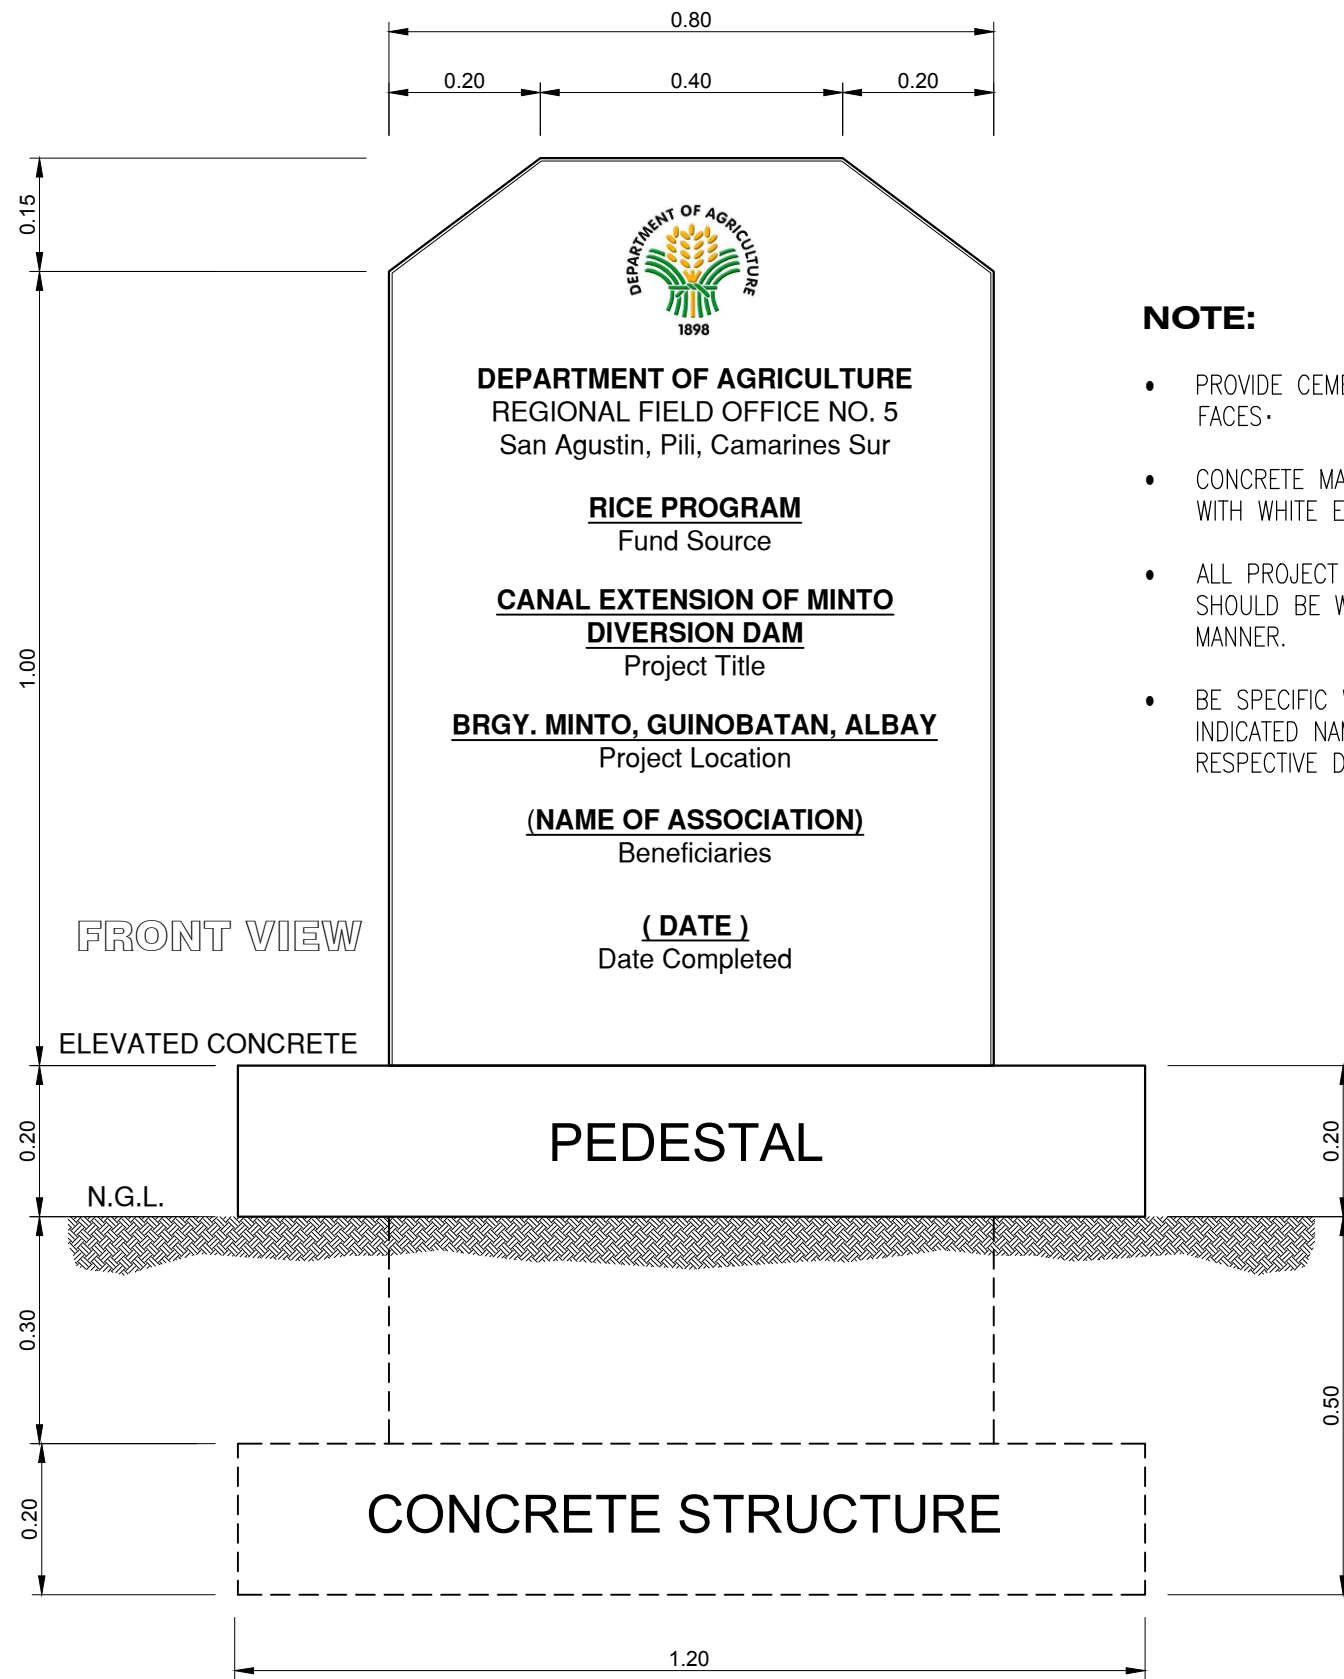 0.80
0.20
0.40
0.20
0.15
1.00
DEPARTMENT OF AGRICULTURE
1898
DEPARTMENT OF AGRICULTURE
REGIONAL FIELD OFFICE NO. 5
San Agustin, Pili, Camarines Sur
RICE PROGRAM
Fund Source
CANAL EXTENSION OF MINTO
DIVERSION DAM
Project Title
BRGY. MINTO, GUINOBATAN, ALBAY
Project Location
(NAME OF ASSOCIATION)
Beneficiaries
( DATE )
Date Completed
NOTE:
• PROVIDE
FACES.
• CONCRETE
WITH WHITE
• ALL PROJECT
SHOULD BE
MANNER.
• BE SPECIFIC
INDICATED
RESPECTIVE
FRONT VIEW
ELEVATED CONCRETE
0.20
PEDESTAL
0.20
N.G.L.
0.30
0.50
0.20
CONCRETE STRUCTURE
1.20